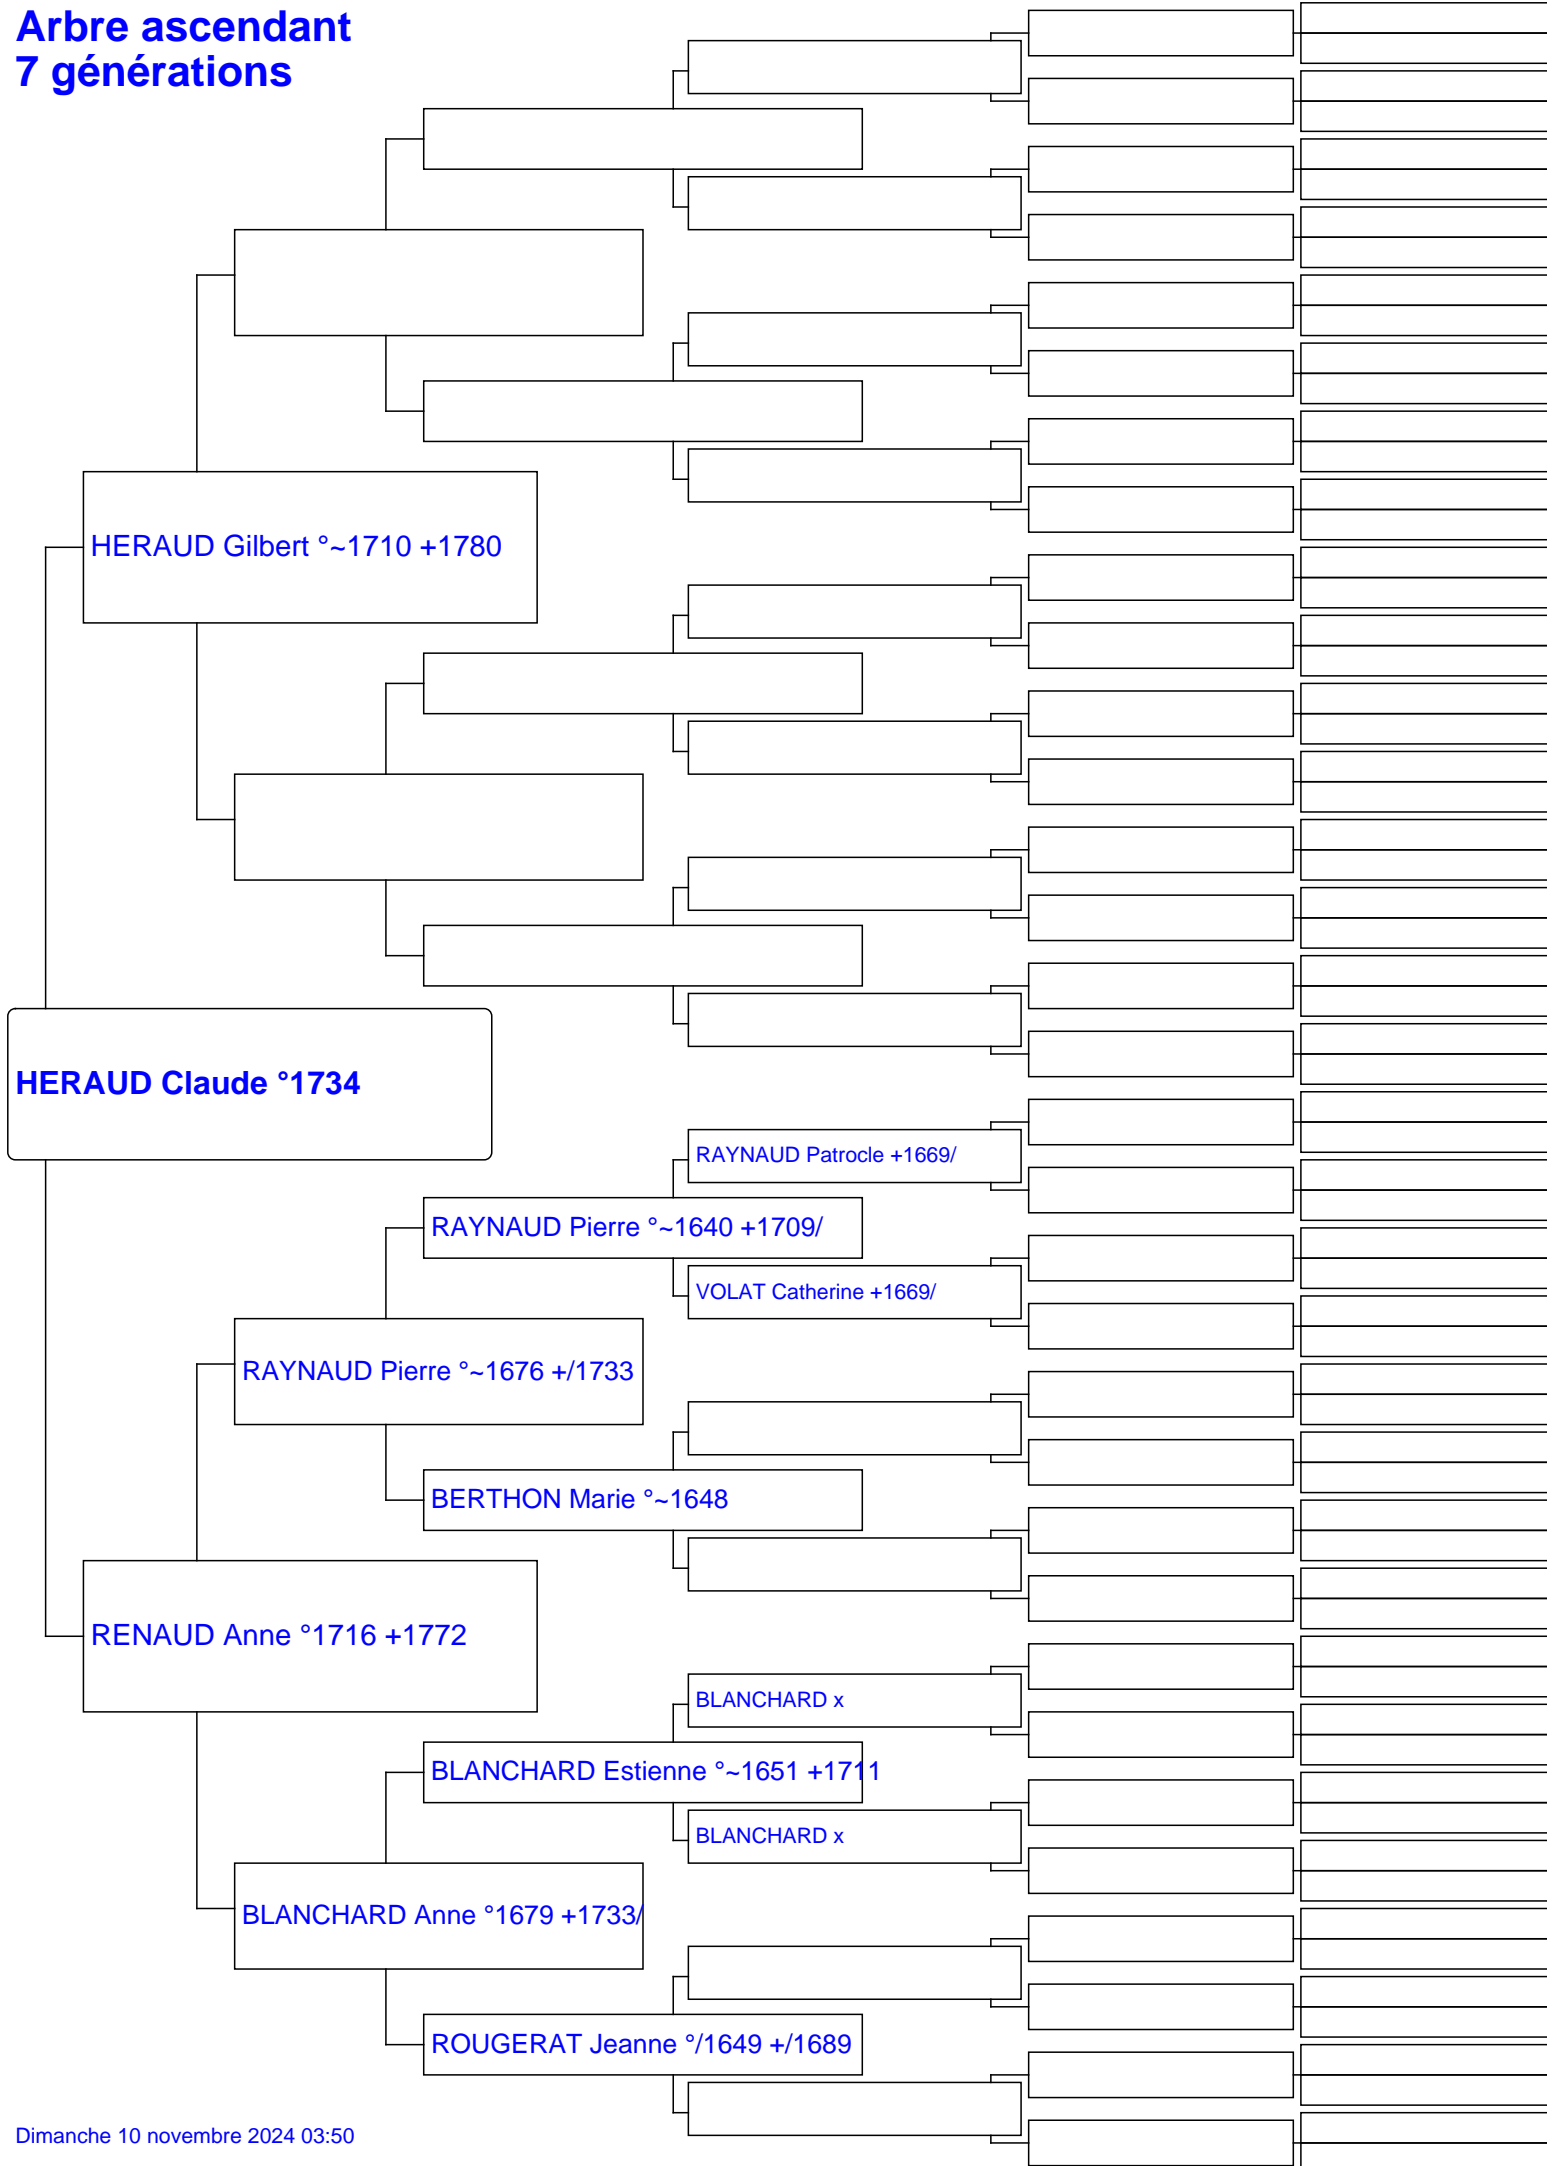 Arbre ascendant
7 générations
HERAUD Gilbert °~1710 +1780
HERAUD Claude °1734
RAYNAUD Patrocle +1669/
RAYNAUD Pierre °~1640 +1709/
VOLAT Catherine +1669/
RAYNAUD Pierre °~1676 +/1733
BERTHON Marie °~1648
RENAUD Anne °1716 +1772
BLANCHARD x
BLANCHARD Estienne °~1651 +1711
BLANCHARD x
BLANCHARD Anne °1679 +1733/
ROUGERAT Jeanne °/1649 +/1689
Dimanche 10 novembre 2024 03:50